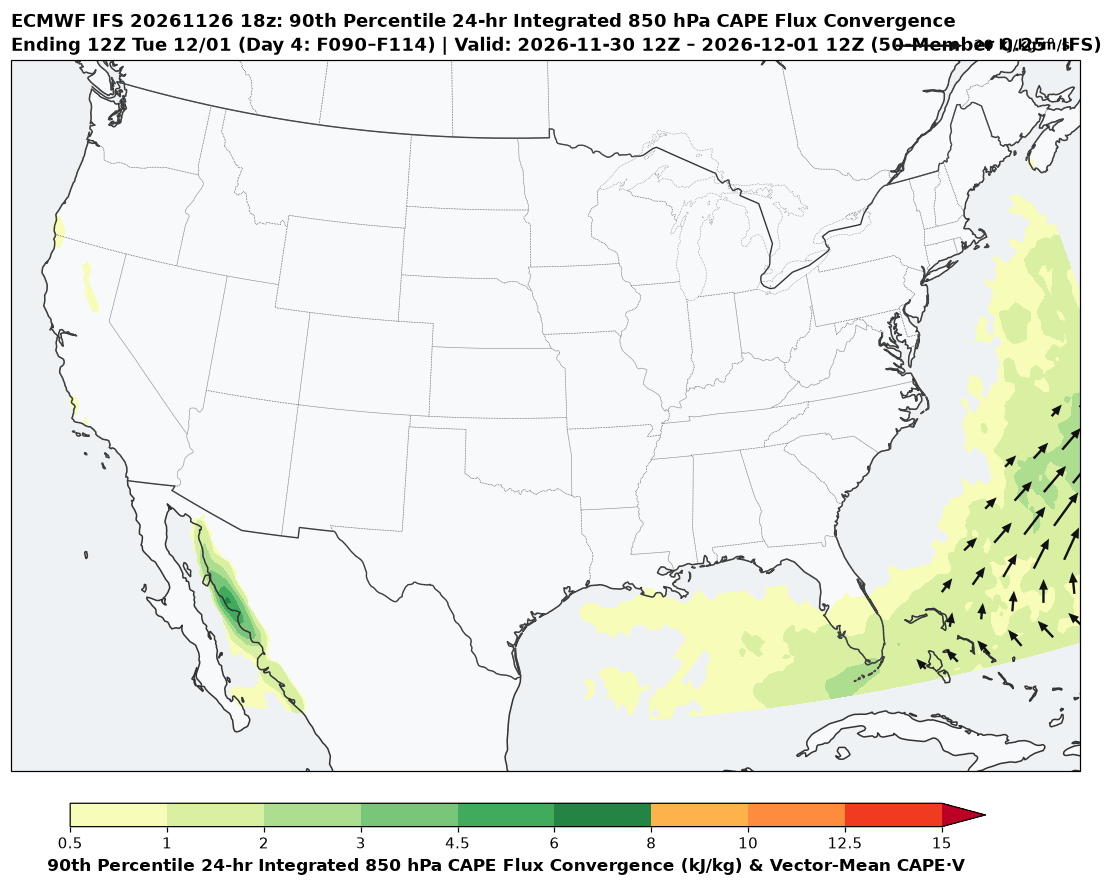 ECMWF IFS 20261126 18z: 90th Percentile 24-hr Integrated 850 hPa CAPE Flux Convergence
Ending 12Z Tue 12/01 (Day 4: F090–F114) | Valid: 2026-11-30 12Z – 2026-12-01 12Z (50-Member 0.25° IFS)
0.5 1 2 3 4.5 6 8 10 12.5 15
90th Percentile 24-hr Integrated 850 hPa CAPE Flux Convergence (kJ/kg) & Vector-Mean CAPE·V